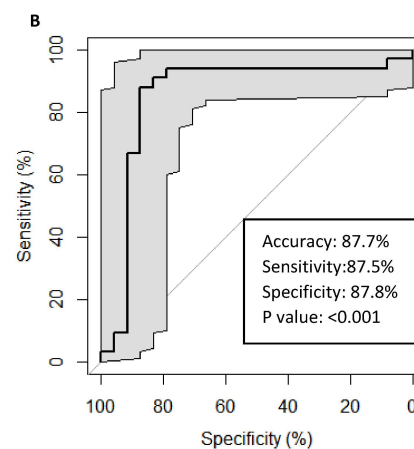 B
100
80
60
40
20
0
Sensitivity (%)
Accuracy: 87.7%
Sensitivity:87.5%
Specificity: 87.8%
P value: <0.001
100 80 60 40 20 0
Specificity (%)